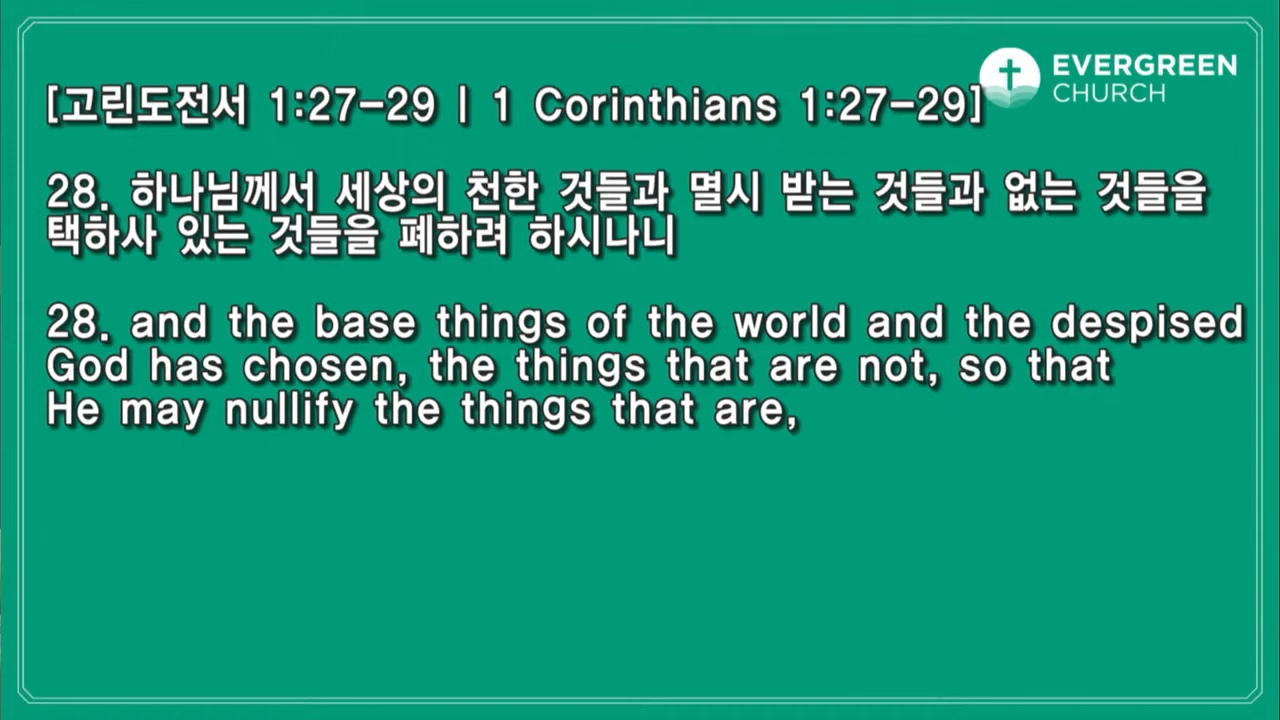 EVERGREEN
CHURCH
[고린도전서 1:27-29 | 1 Corinthians 1:27-29]
28. 하나님께서 세상의 천한 것들과 멸시 받는 것들과 없는 것들을
택하사 있는 것들을 폐하려 하시나니
28. and the base things of the world and the despised
God has chosen, the things that are not, so that
He may nullify the things that are,